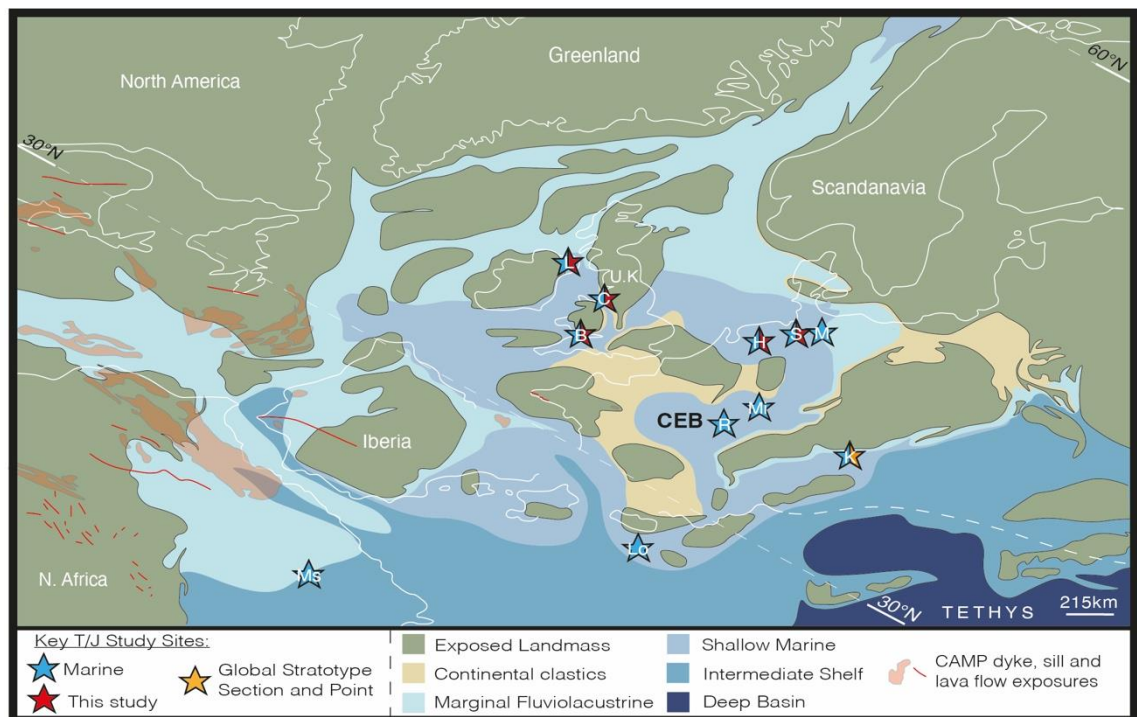 Greenland
North America
60°N
30°N
Scandanavia
L
U.K
C
B
H
S
M
Mr
CEB
R
Iberia
K
Lo
Ms
N. Africa
30°N
TETHYS
215km
Key T/J Study Sites:
Marine
This study
Global Stratotype
Section and Point
Exposed Landmass
Continental clastics
Marginal Fluviolacustrine
Shallow Marine
Intermediate Shelf
Deep Basin
CAMP dyke, sill and
lava flow exposures